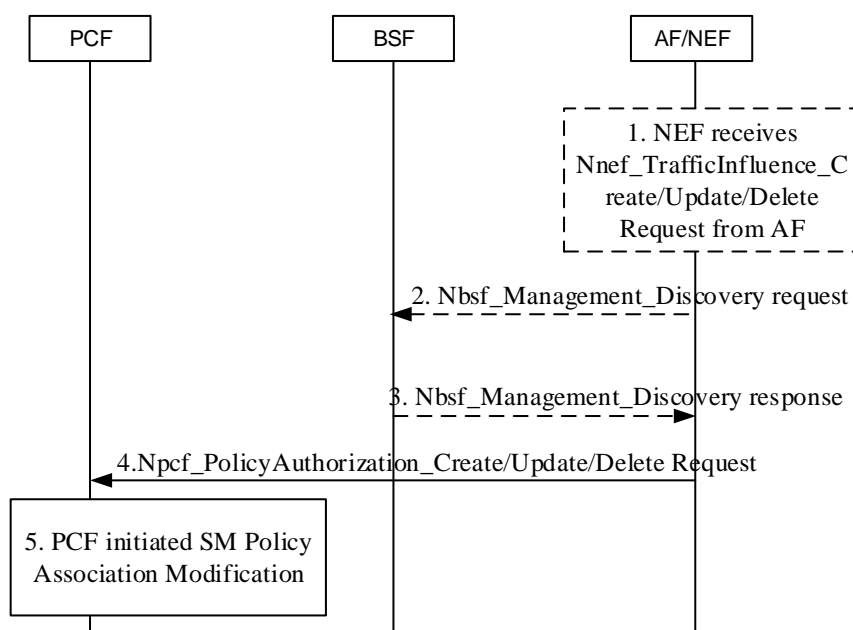 PCF
BSF
AF/NEF
1. NEF receives
Nnef_TrafficInfluence_C
reate/Update/Delete
Request from AF
2. Nbsf_Management_Discovery request
3. Nbsf_Management_Discovery response
4.Npcf_PolicyAuthorization_Create/Update/Delete Request
5. PCF initiated SM Policy
Association Modification